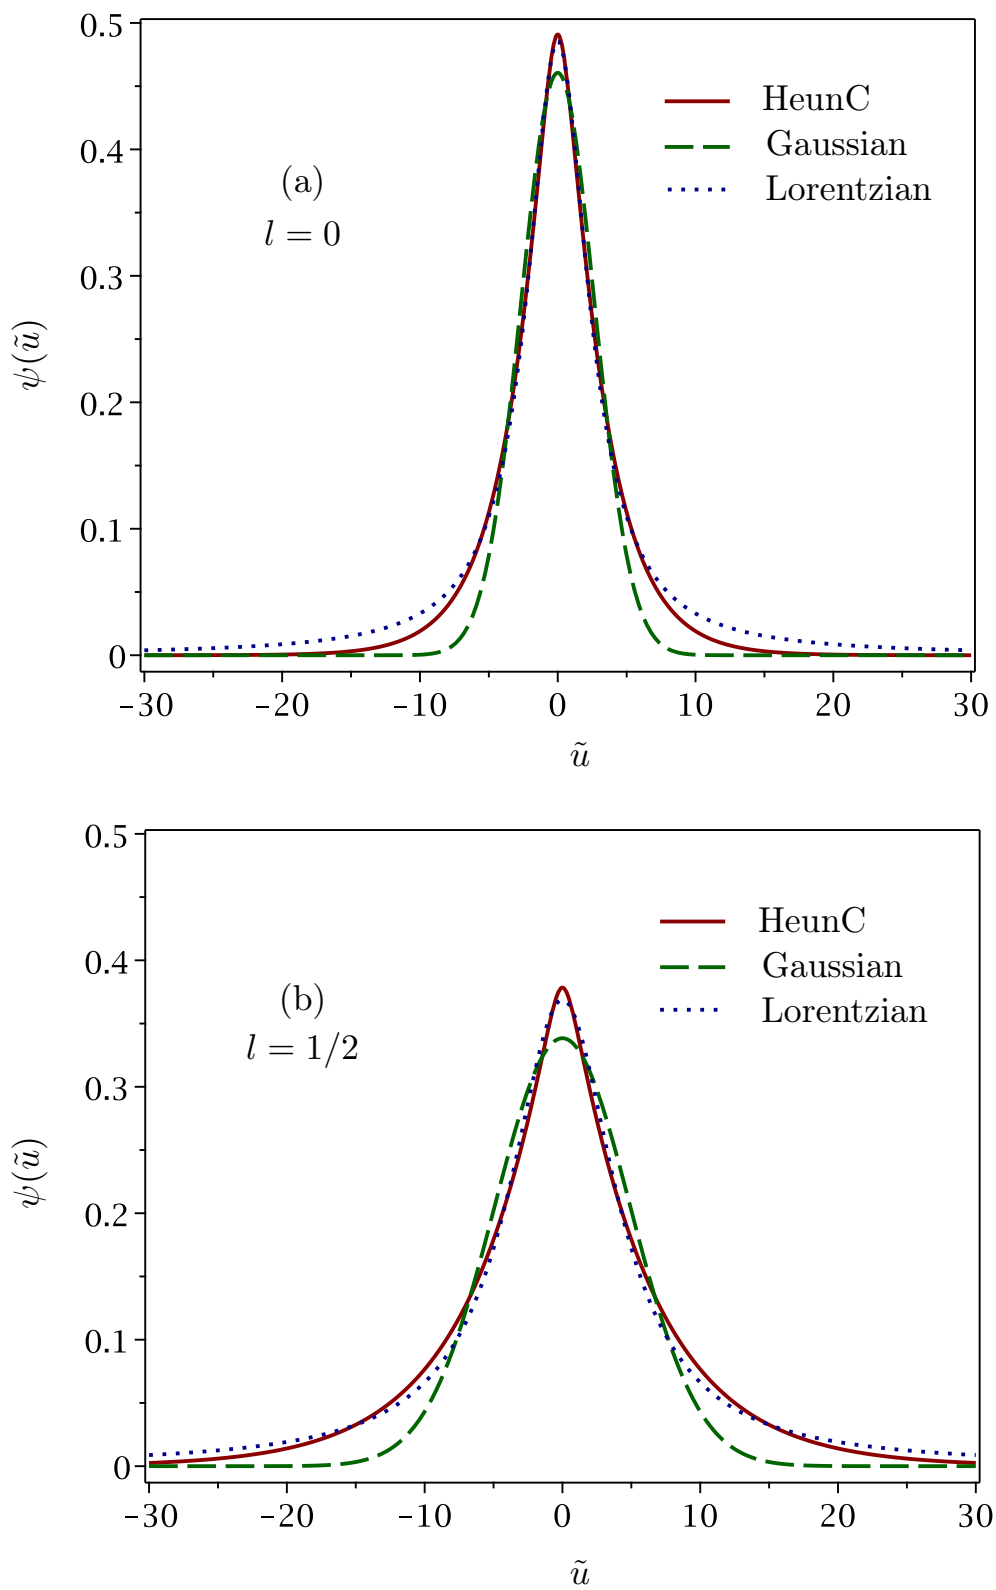 0.5
HeunC
0.4
Gaussian
(a)
Lorentzian
l = 0
0.3
ψ(ũ)
0.2
0.1
0
−30 −20 −10 0 10 20 30
ũ
0.5
HeunC
0.4
Gaussian
(b)
Lorentzian
l = 1/2
0.3
ψ(ũ)
0.2
0.1
0
−30 −20 −10 0 10 20 30
ũ